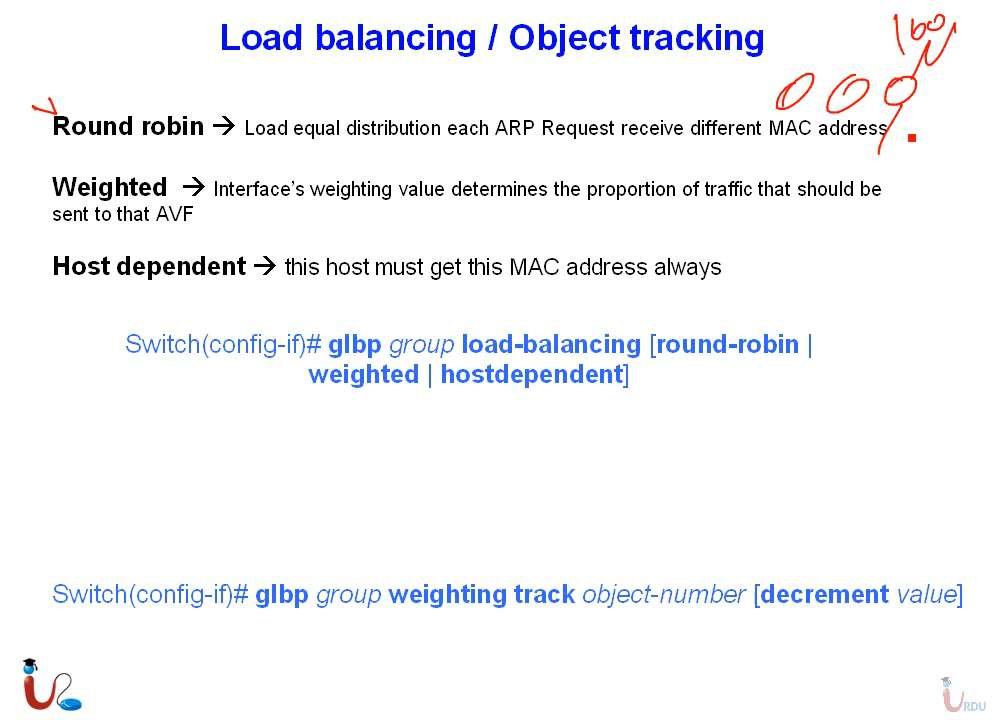 Load balancing / Object tracking
Round robin → Load equal distribution each ARP Request receive different MAC address
Weighted → Interface's weighting value determines the proportion of traffic that should be
sent to that AVF
Host dependent → this host must get this MAC address always
Switch(config-if)# glbp group load-balancing [round-robin |
weighted | hostdependent]
Switch(config-if)# glbp group weighting track object-number [decrement value]
URDU